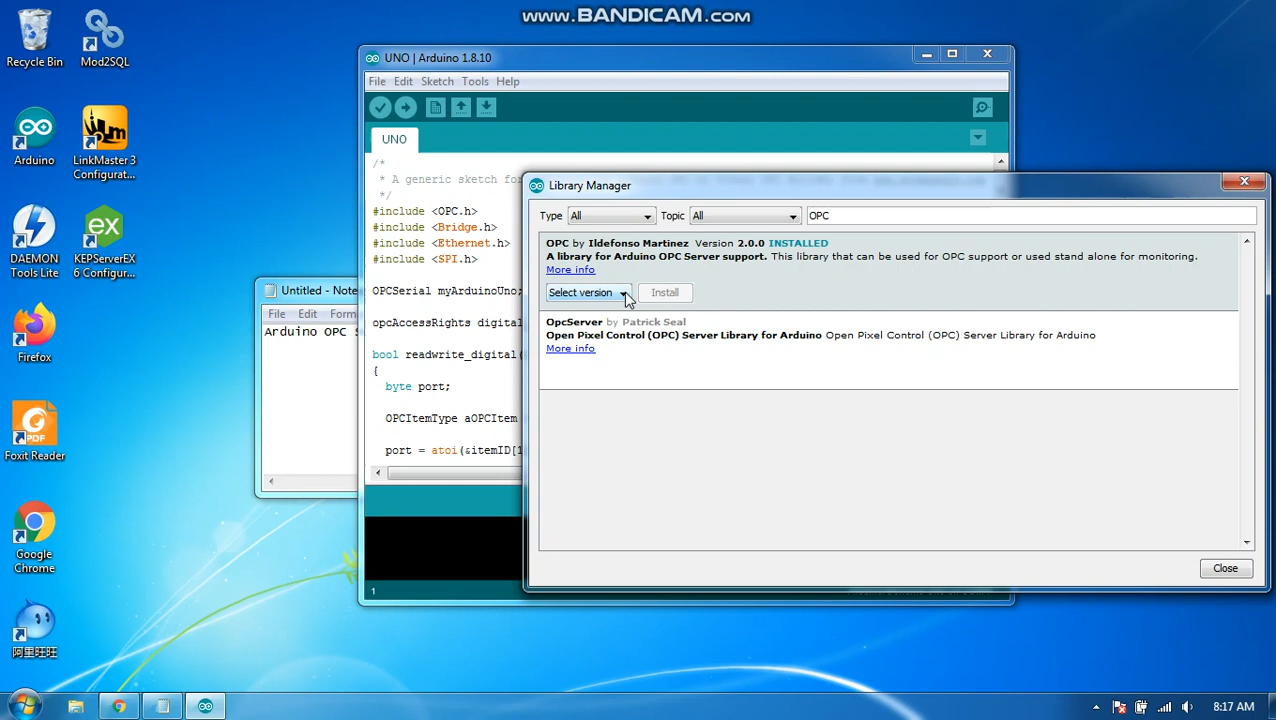 www.BANDICAM.com
Recycle Bin
Mod2SQL
Arduino
LinkMaster 3
Configurat...
DAEMON
Tools Lite
KEPServerEX
6 Configur...
Firefox
Foxit Reader
Google
Chrome
阿里旺旺
Untitled - Note
File Edit Form
Arduino OPC S
UNO | Arduino 1.8.10
File Edit Sketch Tools Help
UNO
/*
* A generic sketch for
*/
#include <OPC.h>
#include <Bridge.h>
#include <Ethernet.h>
#include <SPI.h>
OPCSerial myArduinoUno;
opcAccessRights digital
bool readwrite_digital(
{
byte port;
OPCItemType aOPCItem
port = atoi(&itemID[1
1
Library Manager
Type All Topic All OPC
OPC by Ildefonso Martinez Version 2.0.0 INSTALLED
A library for Arduino OPC Server support. This library that can be used for OPC support or used stand alone for monitoring.
More info
Select version Install
OpcServer by Patrick Seal
Open Pixel Control (OPC) Server Library for Arduino Open Pixel Control (OPC) Server Library for Arduino
More info
Close
8:17 AM